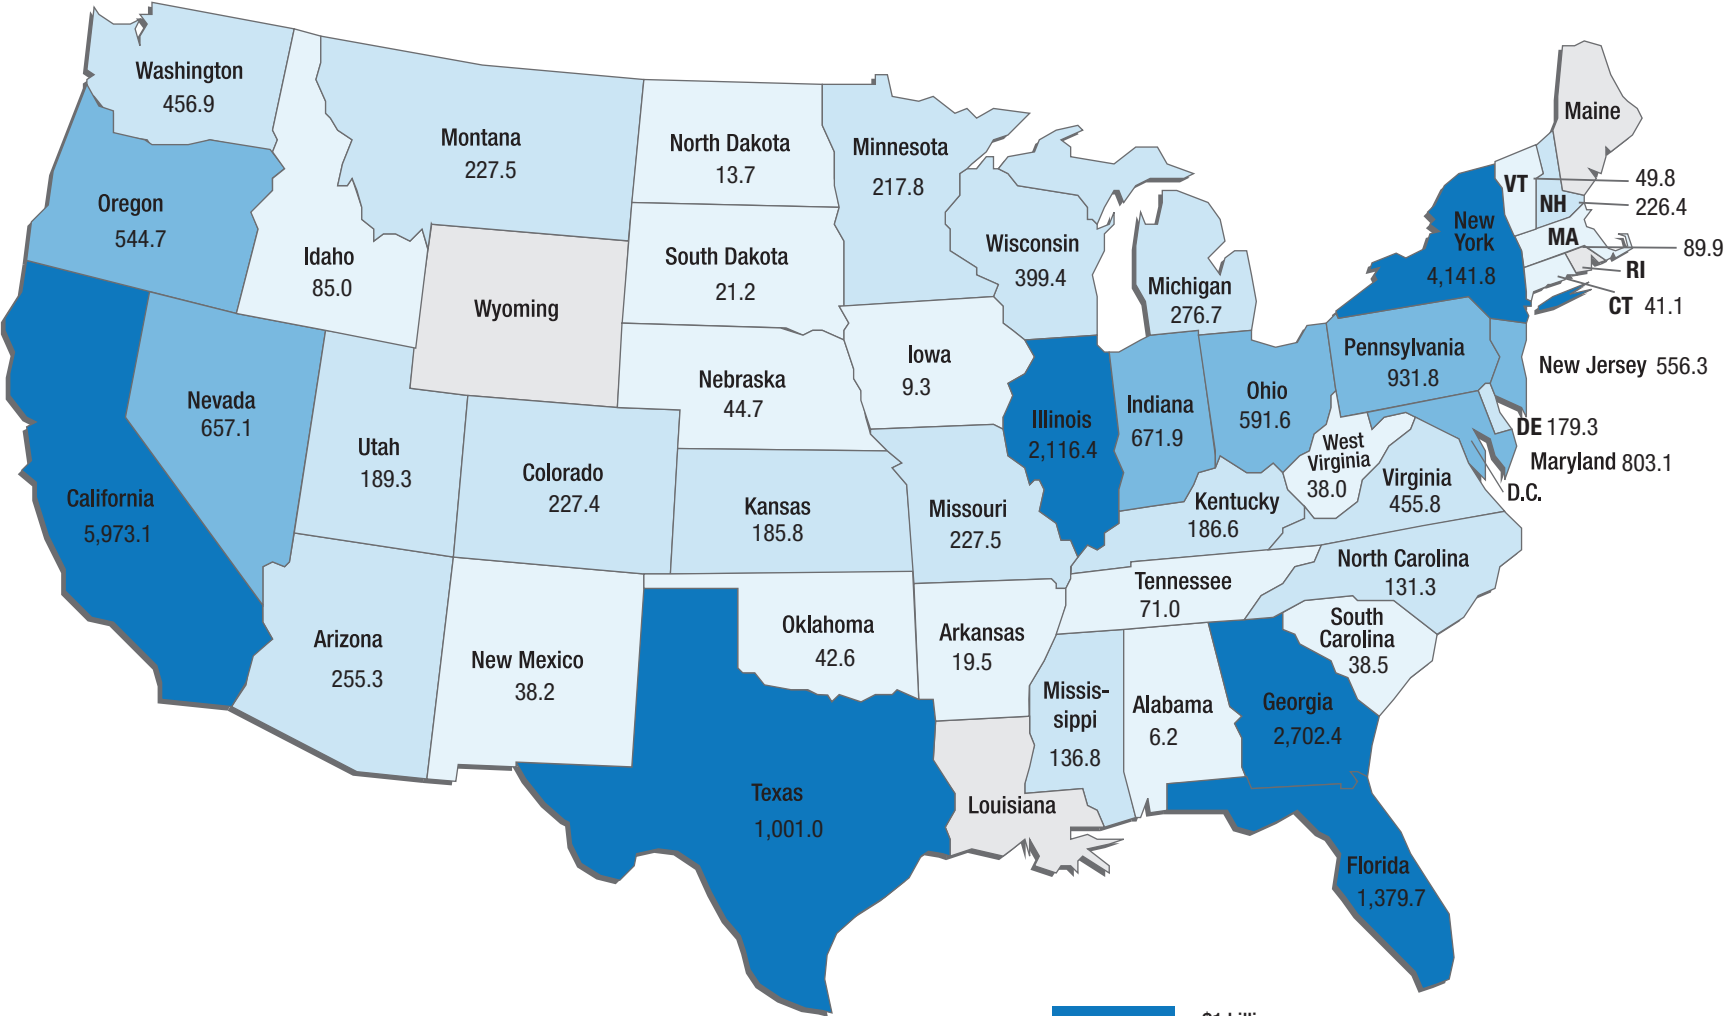 Washington
456.9
Montana
227.5
North Dakota
13.7
Minnesota
217.8
Maine
Oregon
544.7
Idaho
85.0
Wyoming
South Dakota
21.2
Wisconsin
399.4
Michigan
276.7
New
York
4,141.8
VT
49.8
NH
226.4
MA
89.9
RI
CT 41.1
Nevada
657.1
Utah
189.3
Colorado
227.4
Nebraska
44.7
Iowa
9.3
Illinois
2,116.4
Indiana
671.9
Ohio
591.6
Pennsylvania
931.8
New Jersey 556.3
DE 179.3
Maryland 803.1
D.C.
West
Virginia
38.0
Virginia
455.8
California
5,973.1
Kansas
185.8
Missouri
227.5
Kentucky
186.6
North Carolina
131.3
Tennessee
71.0
South
Carolina
38.5
Arizona
255.3
New Mexico
38.2
Oklahoma
42.6
Arkansas
19.5
Missis-
sippi
136.8
Alabama
6.2
Georgia
2,702.4
Texas
1,001.0
Louisiana
Florida
1,379.7